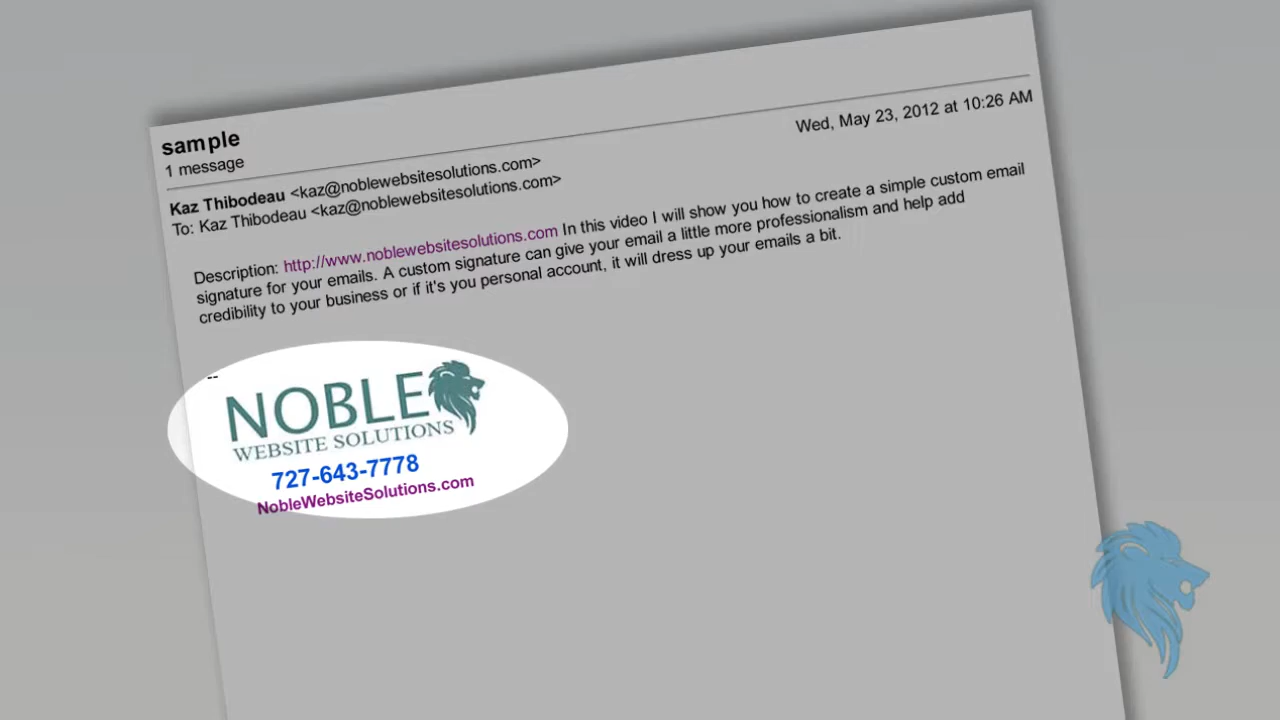 sample
1 message
Wed, May 23, 2012 at 10:26 AM
Kaz Thibodeau <kaz@noblewebsitesolutions.com>
To: Kaz Thibodeau <kaz@noblewebsitesolutions.com>
Description: http://www.noblewebsitesolutions.com In this video I will show you how to create a simple custom email
signature for your emails. A custom signature can give your email a little more professionalism and help add
credibility to your business or if it's you personal account, it will dress up your emails a bit.
--
NOBLE
WEBSITE SOLUTIONS
727-643-7778
NobleWebsiteSolutions.com